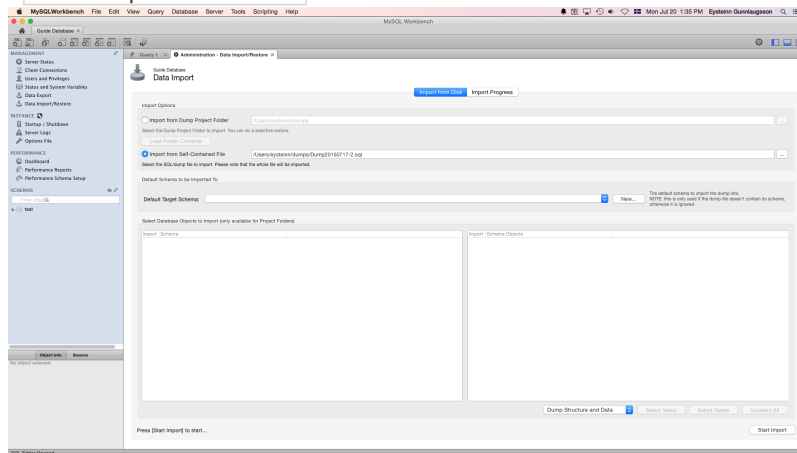 MySQLWorkbench File Edit View Query Database Server Tools Scripting Help
Mon Jul 20 1:35 PM Eysteinn Gunnlaugsson
MySQL Workbench
Guide Database
MANAGEMENT
Server Status
Client Connections
Users and Privileges
Status and System Variables
Data Export
Data Import/Restore
INSTANCE
Startup / Shutdown
Server Logs
Options File
PERFORMANCE
Dashboard
Performance Reports
Performance Schema Setup
SCHEMAS
test
Object Info Session
No object selected
Query 1 Administration - Data Import/Restore
Guide Database
Data Import
Import from Disk Import Progress
Import Options
Import from Dump Project Folder /Users/eysteinn/dumps ...
Select the Dump Project Folder to import. You can do a selective restore.
Load Folder Contents
Import from Self-Contained File /Users/eysteinn/dumps/Dump20150717-2.sql ...
Select the SQL/dump file to import. Please note that the whole file will be imported.
Default Schema to be Imported To
Default Target Schema: New...
The default schema to import the dump into.
NOTE: this is only used if the dump file doesn't contain its schema,
otherwise it is ignored.
Select Database Objects to Import (only available for Project Folders)
Import Schema
Import Schema Objects
Dump Structure and Data Select Views Select Tables Unselect All
Press [Start Import] to start...
Start Import